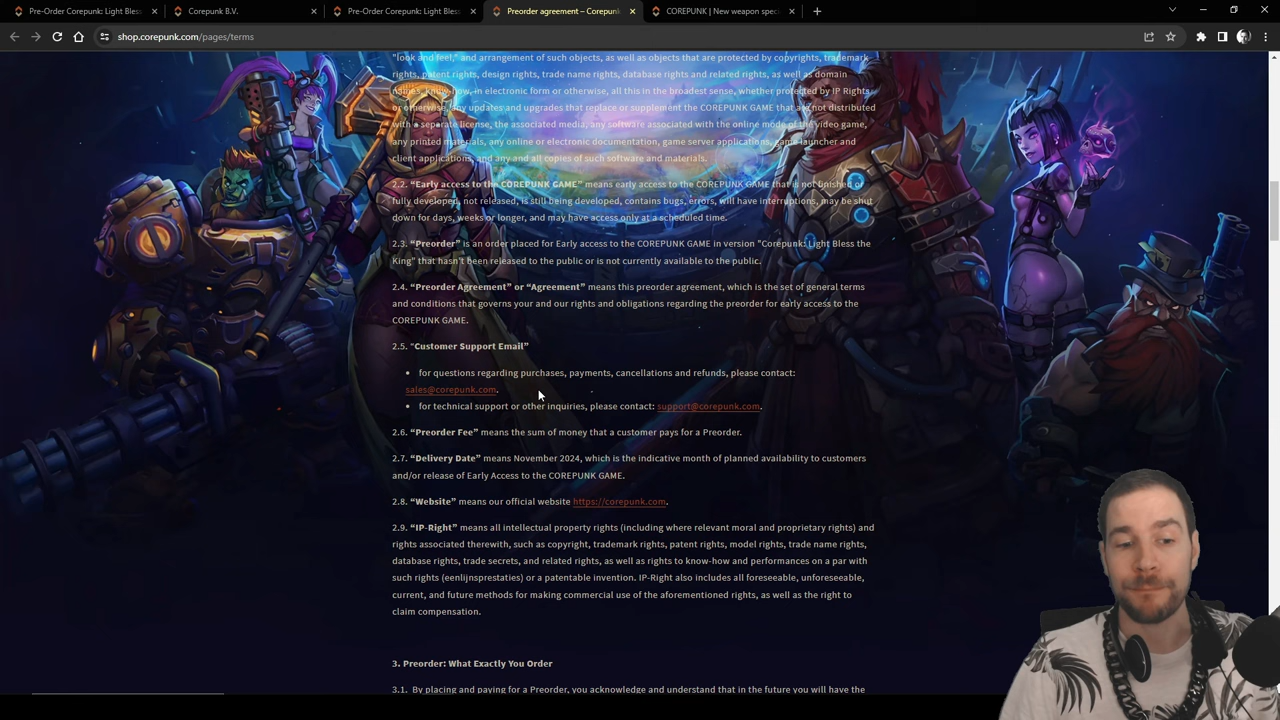 Pre-Order Corepunk: Light Bless
Corepunk B.V.
Pre-Order Corepunk: Light Bless
Preorder agreement – Corepunk
COREPUNK | New weapon spec
shop.corepunk.com/pages/terms
"look and feel," and arrangement of such objects, as well as objects that are protected by copyrights, trademark
rights, patent rights, design rights, trade name rights, database rights and related rights, as well as domain
names, know-how, in electronic form or otherwise, all this in the broadest sense, whether protected by IP Rights
or otherwise, any updates and upgrades that replace or supplement the COREPUNK GAME that are not distributed
with a separate license, the associated media, any software associated with the online mode of the video game,
any printed materials, any online or electronic documentation, game server applications, game launcher and
client applications, and any and all copies of such software and materials.
2.2. “Early access to the COREPUNK GAME” means early access to the COREPUNK GAME that is not finished or
fully developed, not released, is still being developed, contains bugs, errors, will have interruptions, may be shut
down for days, weeks or longer, and may have access only at a scheduled time.
2.3. “Preorder” is an order placed for Early access to the COREPUNK GAME in version "Corepunk: Light Bless the
King" that hasn't been released to the public or is not currently available to the public.
2.4. “Preorder Agreement” or “Agreement” means this preorder agreement, which is the set of general terms
and conditions that governs your and our rights and obligations regarding the preorder for early access to the
COREPUNK GAME.
2.5. “Customer Support Email”
• for questions regarding purchases, payments, cancellations and refunds, please contact:
sales@corepunk.com.
• for technical support or other inquiries, please contact: support@corepunk.com.
2.6. “Preorder Fee” means the sum of money that a customer pays for a Preorder.
2.7. “Delivery Date” means November 2024, which is the indicative month of planned availability to customers
and/or release of Early Access to the COREPUNK GAME.
2.8. “Website” means our official website https://corepunk.com.
2.9. “IP-Right” means all intellectual property rights (including where relevant moral and proprietary rights) and
rights associated therewith, such as copyright, trademark rights, patent rights, model rights, trade name rights,
database rights, trade secrets, and related rights, as well as rights to know-how and performances on a par with
such rights (eenlijnsprestaties) or a patentable invention. IP-Right also includes all foreseeable, unforeseeable,
current, and future methods for making commercial use of the aforementioned rights, as well as the right to
claim compensation.
3. Preorder: What Exactly You Order
3.1. By placing and paying for a Preorder, you acknowledge and understand that in the future you will have the